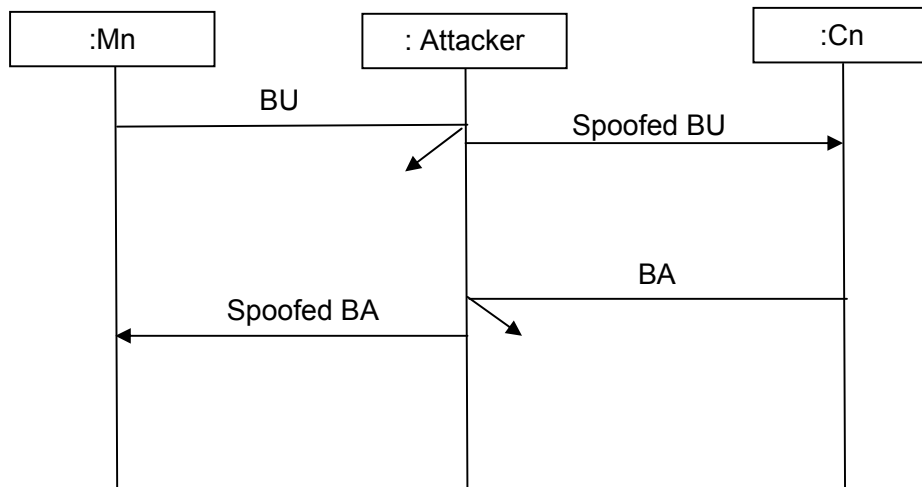 :Mn
: Attacker
:Cn
BU
Spoofed BU
BA
Spoofed BA